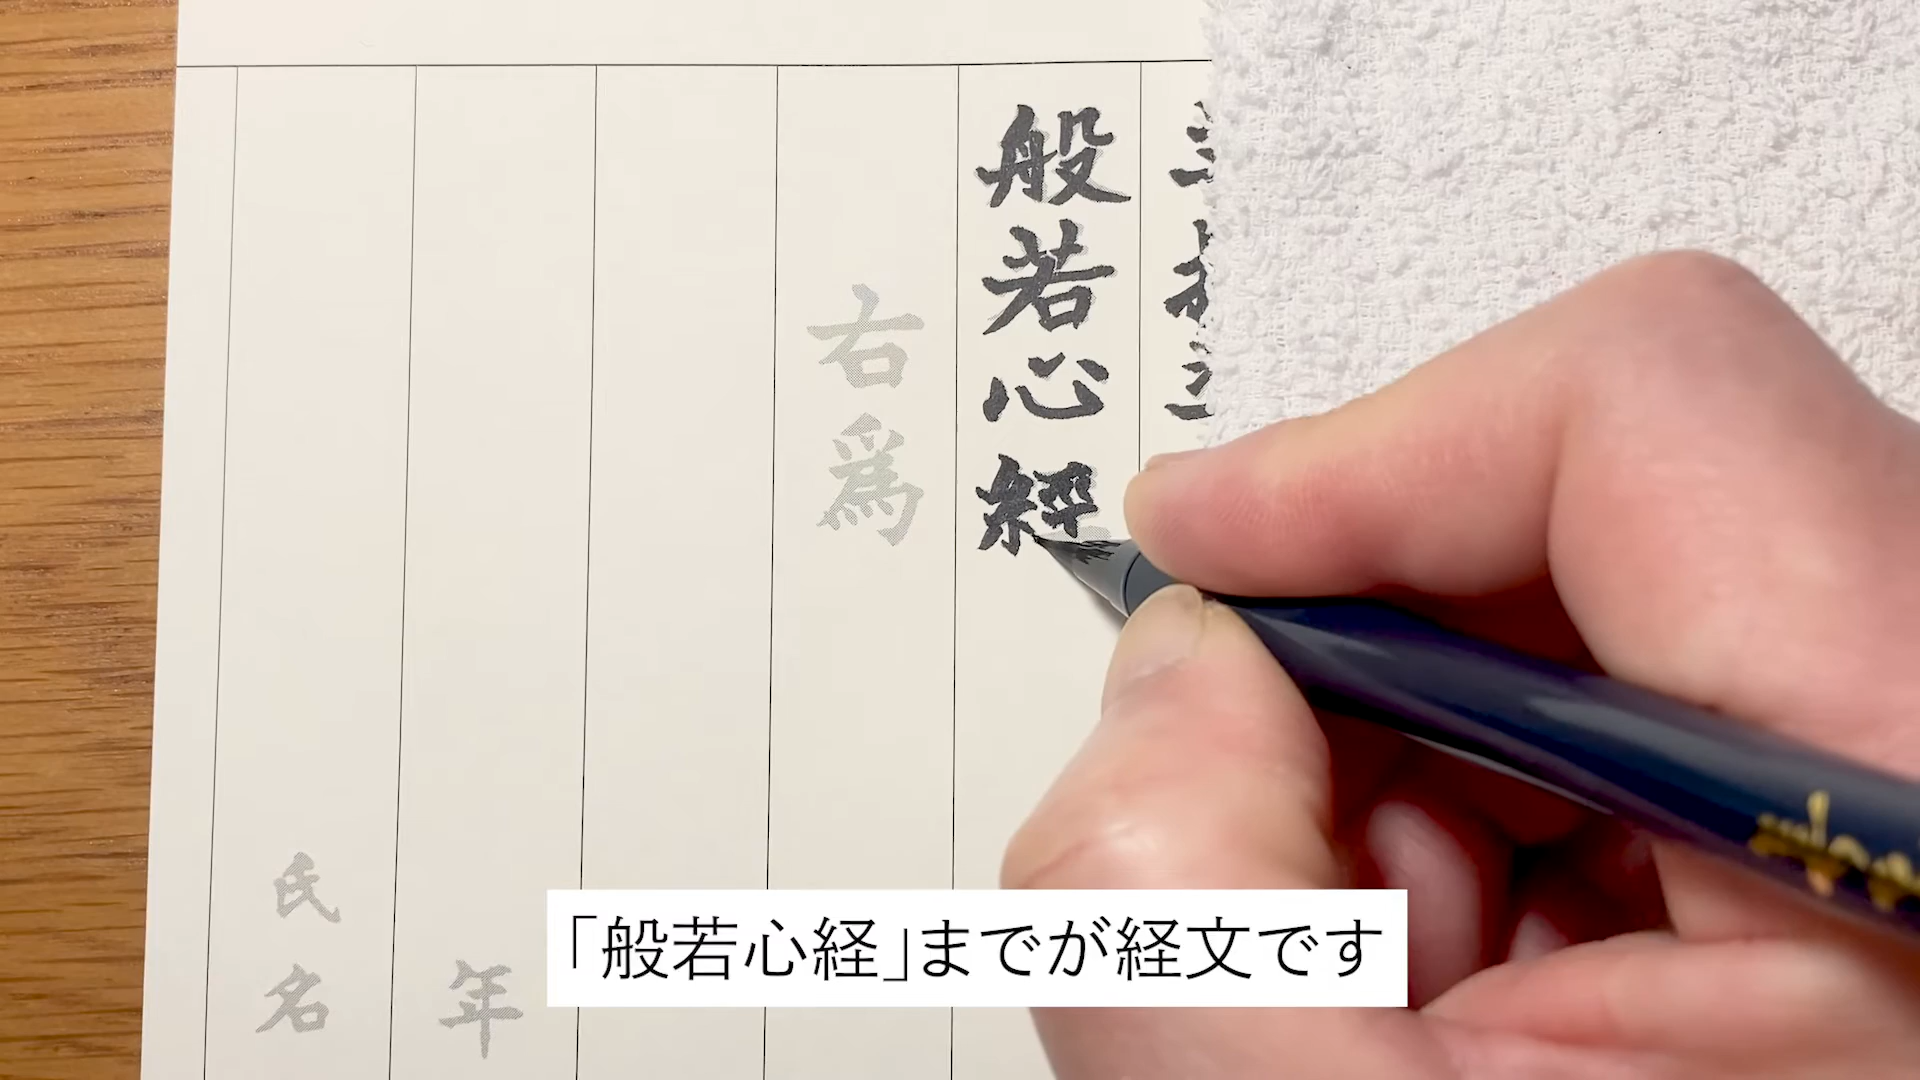 般若心經
右爲
年
氏名
「般若心経」までが経文です